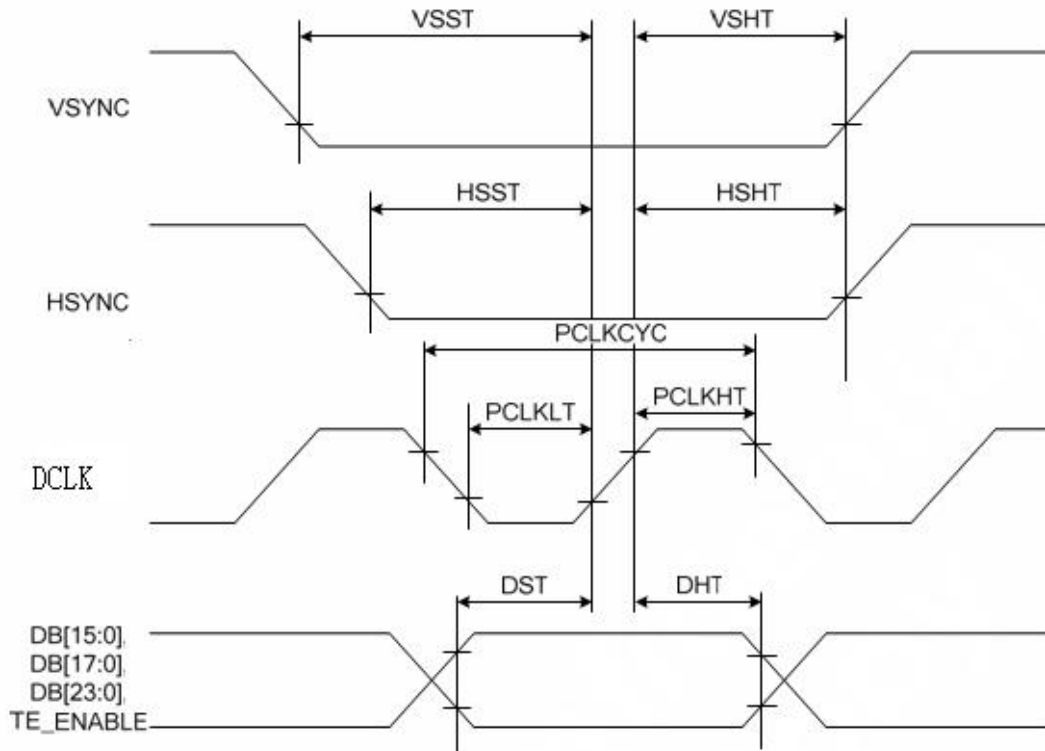 VSST VSHT
VSYNC
HSST HSHT
HSYNC
PCLKCYC
PCLKLT PCLKHT
DCLK
DST DHT
DB[15:0],
DB[17:0],
DB[23:0],
TE_ENABLE